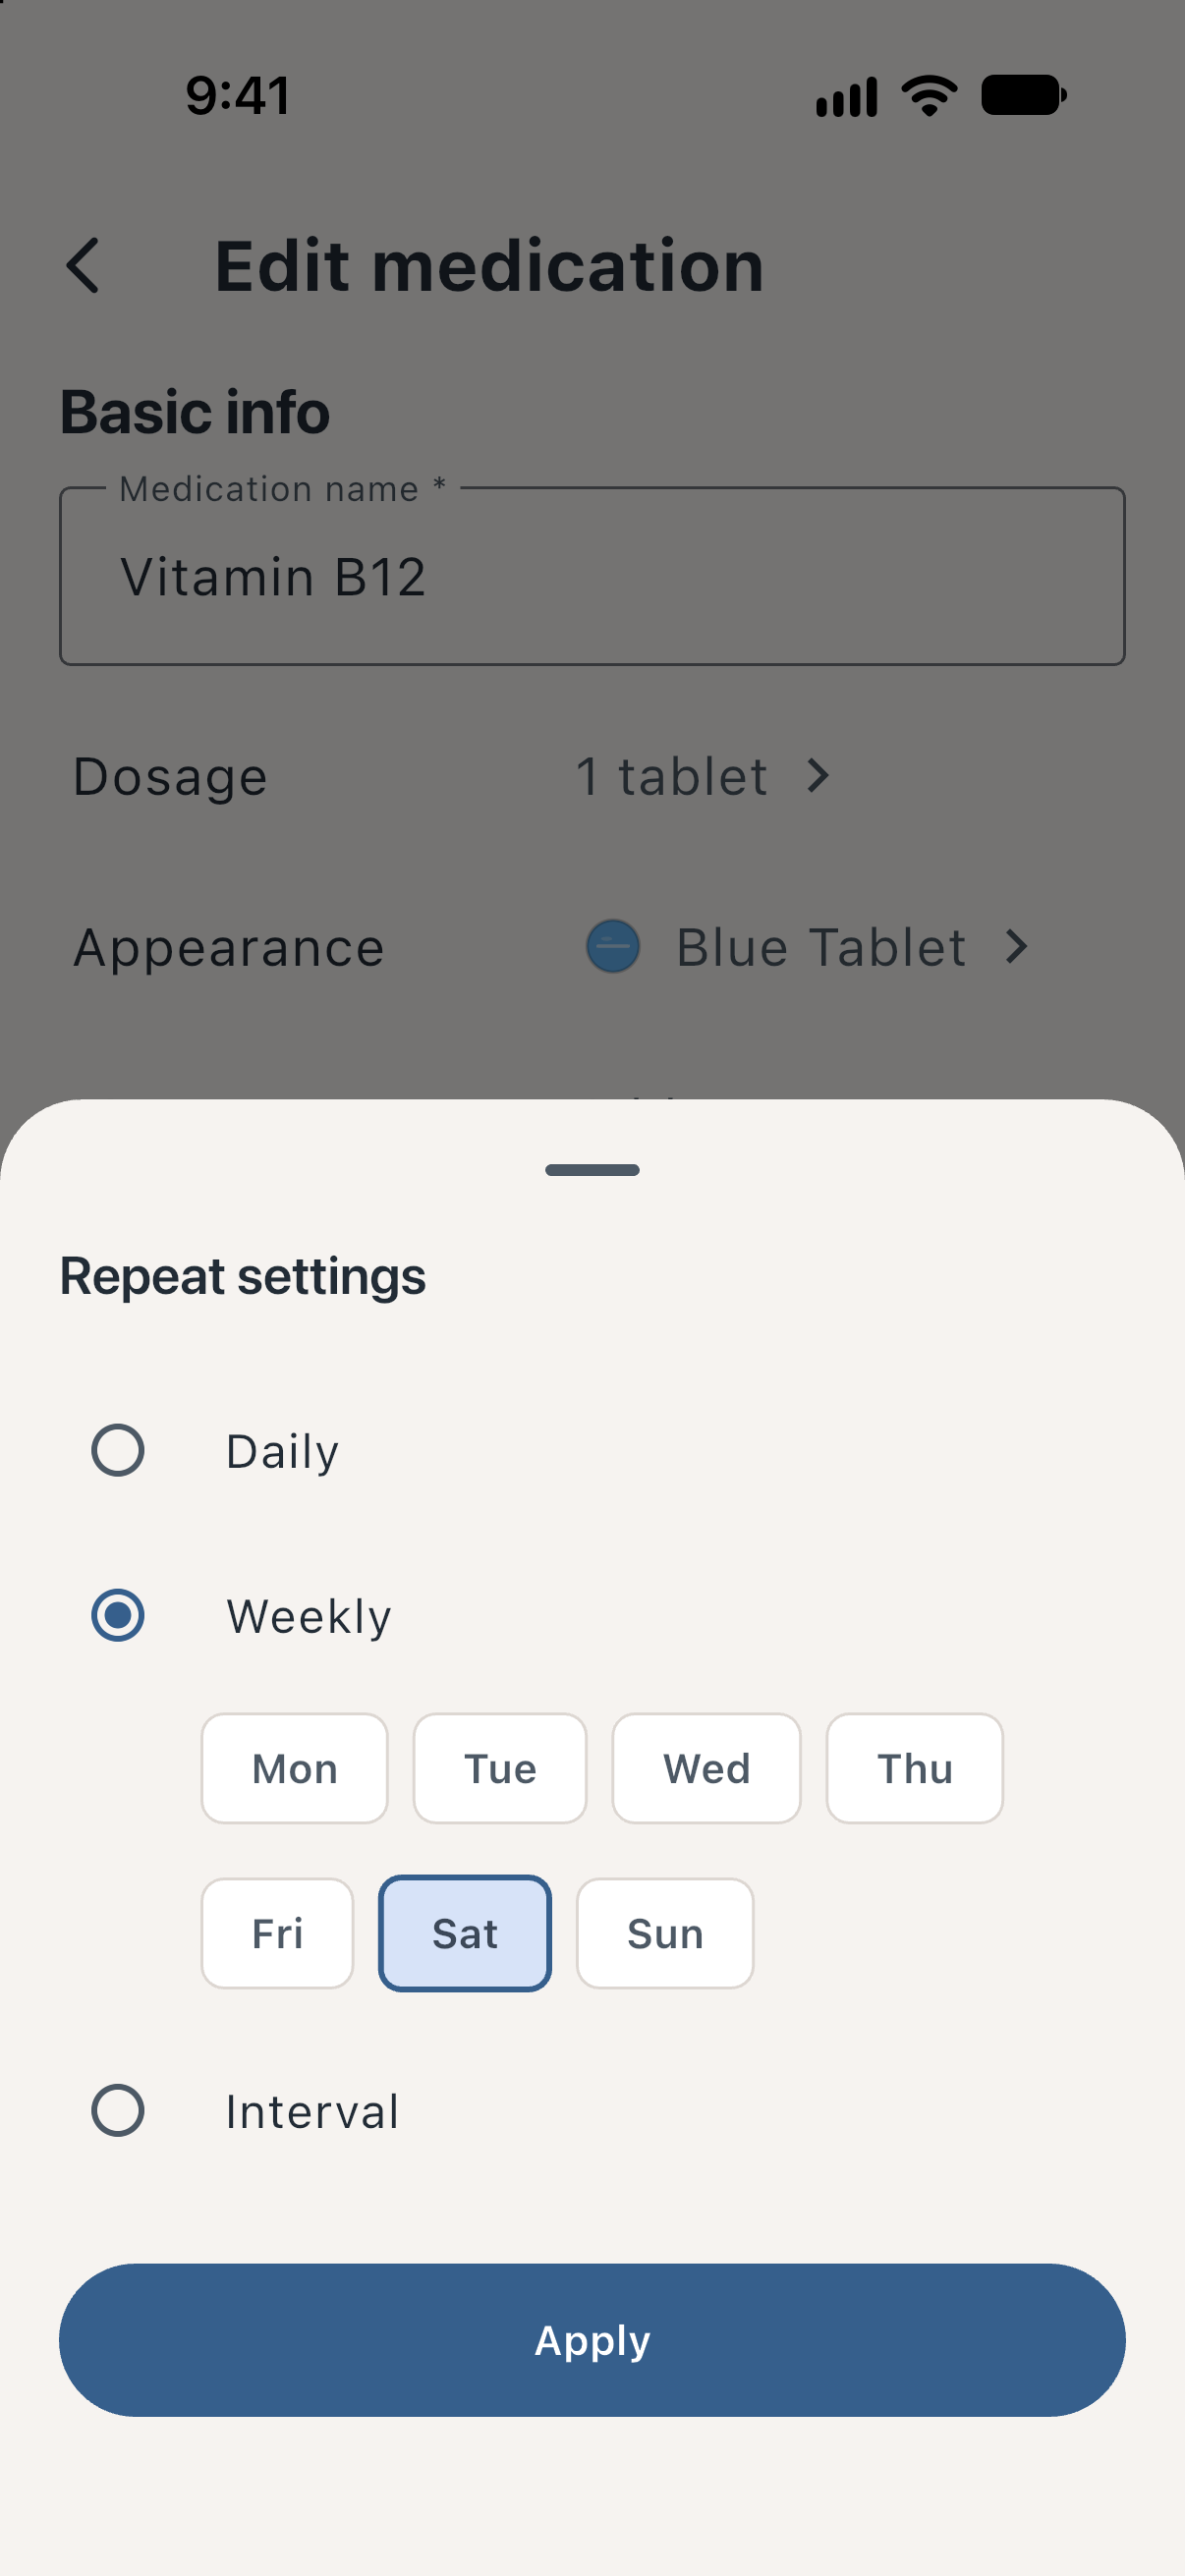 9:41
Edit medication
Basic info
Medication name *
Vitamin B12
Dosage 1 tablet
Appearance Blue Tablet
Repeat settings
Daily
Weekly
Mon Tue Wed Thu
Fri Sat Sun
Interval
Apply